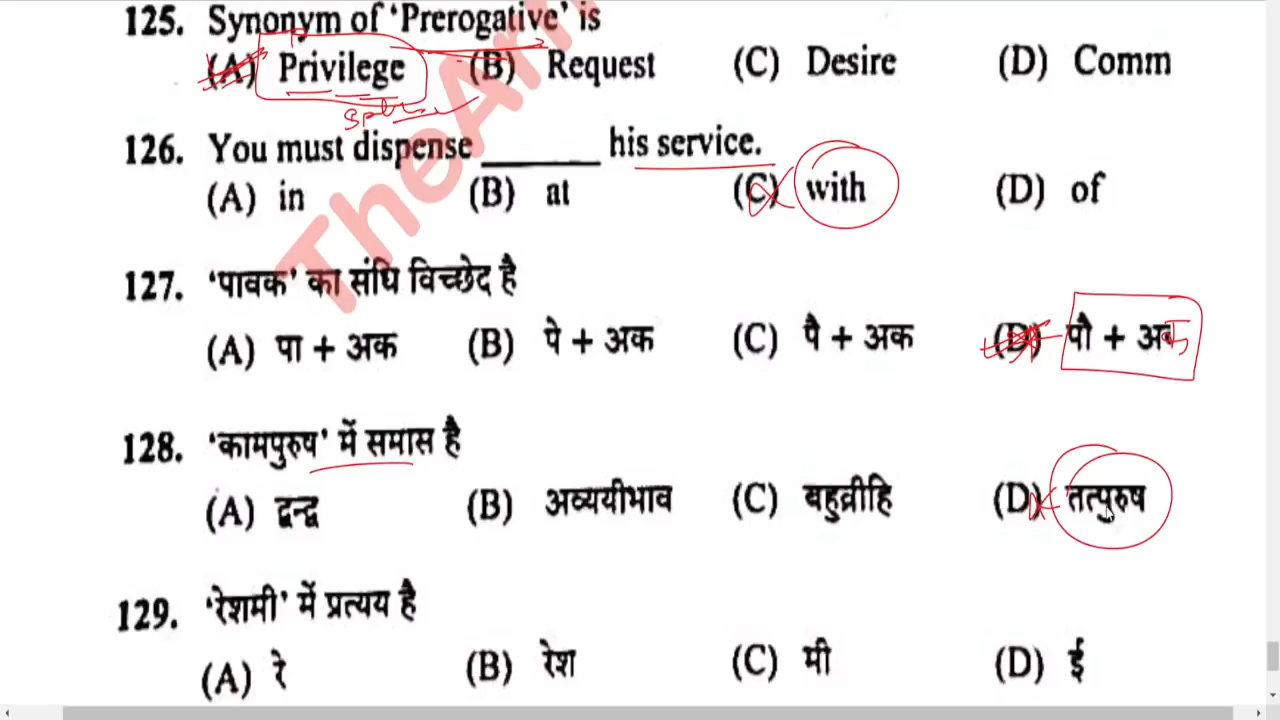 125. Synonym of ‘Prerogative’ is
(A) Privilege (B) Request (C) Desire (D) Comm
126. You must dispense ______ his service.
(A) in (B) at (C) with (D) of
127. ‘पावक’ का संधि विच्छेद है
(A) पा + अक (B) पे + अक (C) पै + अक (D) पौ + अक
128. ‘कामपुरुष’ में समास है
(A) द्वन्द्व (B) अव्ययीभाव (C) बहुव्रीहि (D) तत्पुरुष
129. ‘रेशमी’ में प्रत्यय है
(A) रे (B) रेश (C) मी (D) ई